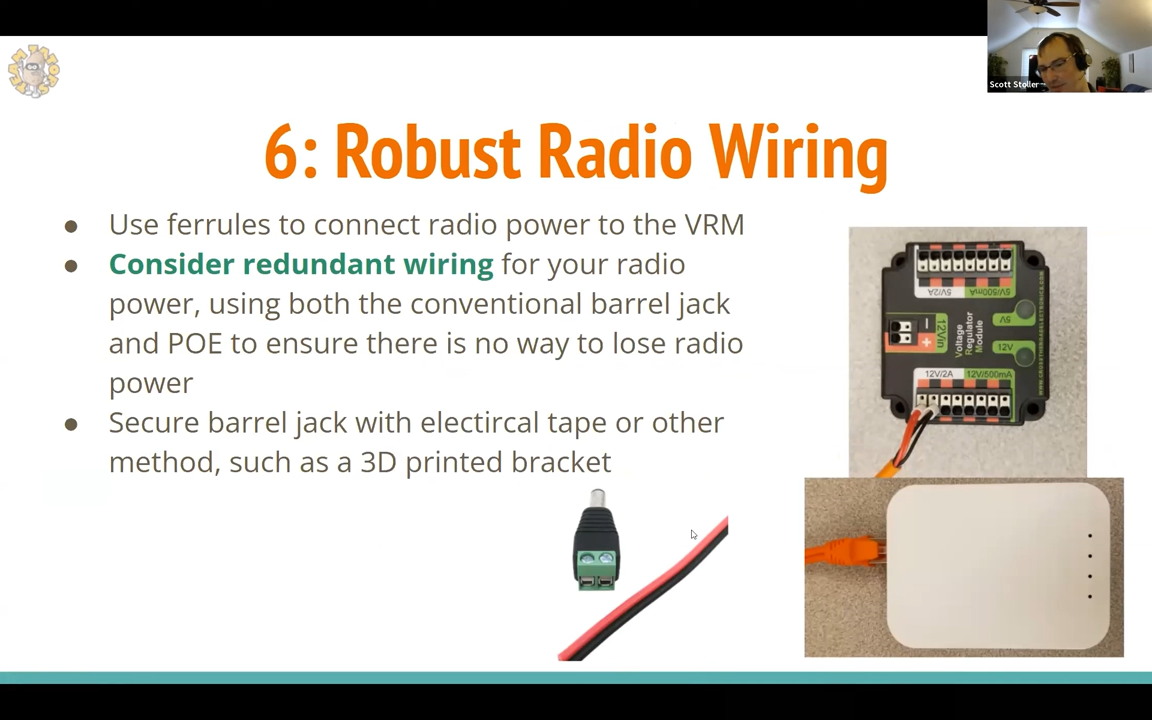 Scott Stoller
6: Robust Radio Wiring
● Use ferrules to connect radio power to the VRM
● Consider redundant wiring for your radio
power, using both the conventional barrel jack
and POE to ensure there is no way to lose radio
power
● Secure barrel jack with electircal tape or other
method, such as a 3D printed bracket
5V/2A 5V/500mA
12Vin
- +
Voltage
Regulator
Module
5V
12V
12V/2A 12V/500mA
WWW.CROSSTHEROADELECTRONICS.COM